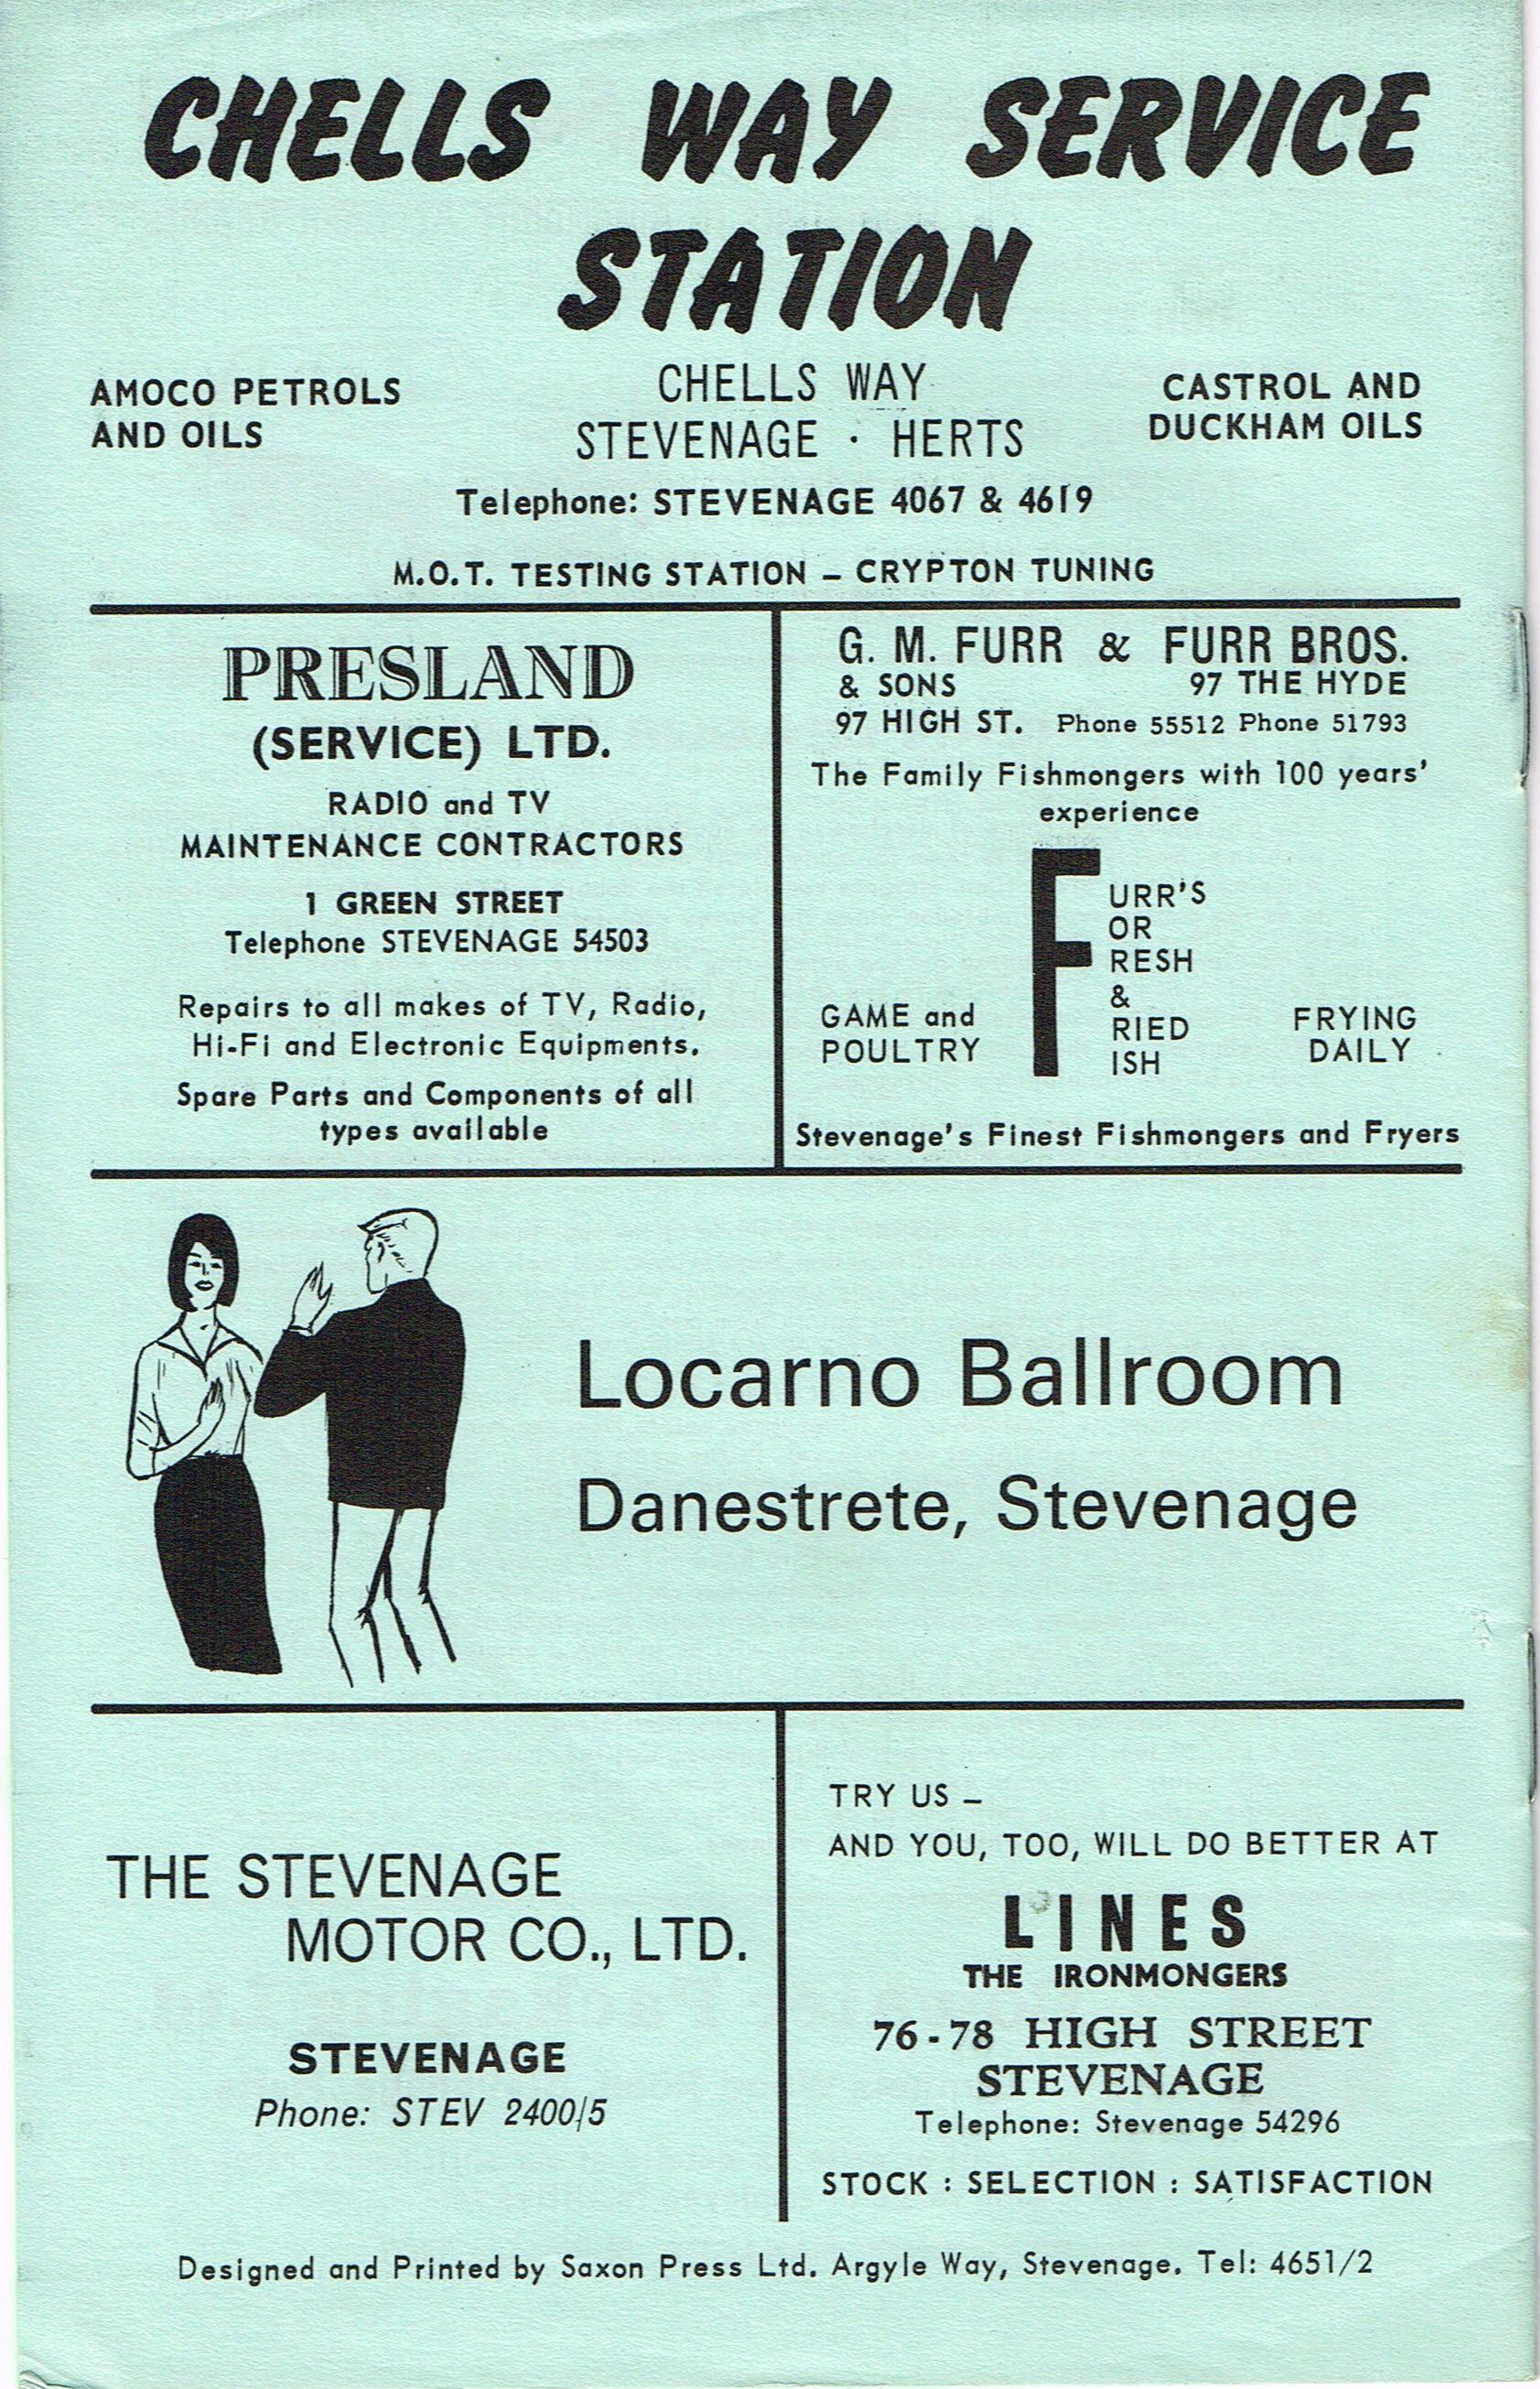 CHELLS WAY SERVICE
STATION
AMOCO PETROLS
AND OILS
CHELLS WAY
STEVENAGE · HERTS
CASTROL AND
DUCKHAM OILS
Telephone: STEVENAGE 4067 & 4619
M.O.T. TESTING STATION – CRYPTON TUNING
PRESLAND
(SERVICE) LTD.
RADIO and TV
MAINTENANCE CONTRACTORS
1 GREEN STREET
Telephone STEVENAGE 54503
Repairs to all makes of TV, Radio,
Hi-Fi and Electronic Equipments.
Spare Parts and Components of all
types available
G. M. FURR & FURR BROS.
& SONS 97 THE HYDE
97 HIGH ST. Phone 55512 Phone 51793
The Family Fishmongers with 100 years'
experience
FURR'S
OR
RESH
&
RIED
ISH
GAME and
POULTRY
FRYING
DAILY
Stevenage's Finest Fishmongers and Fryers
Locarno Ballroom
Danestrete, Stevenage
THE STEVENAGE
MOTOR CO., LTD.
STEVENAGE
Phone: STEV 2400/5
TRY US –
AND YOU, TOO, WILL DO BETTER AT
LINES
THE IRONMONGERS
76-78 HIGH STREET
STEVENAGE
Telephone: Stevenage 54296
STOCK : SELECTION : SATISFACTION
Designed and Printed by Saxon Press Ltd. Argyle Way, Stevenage. Tel: 4651/2